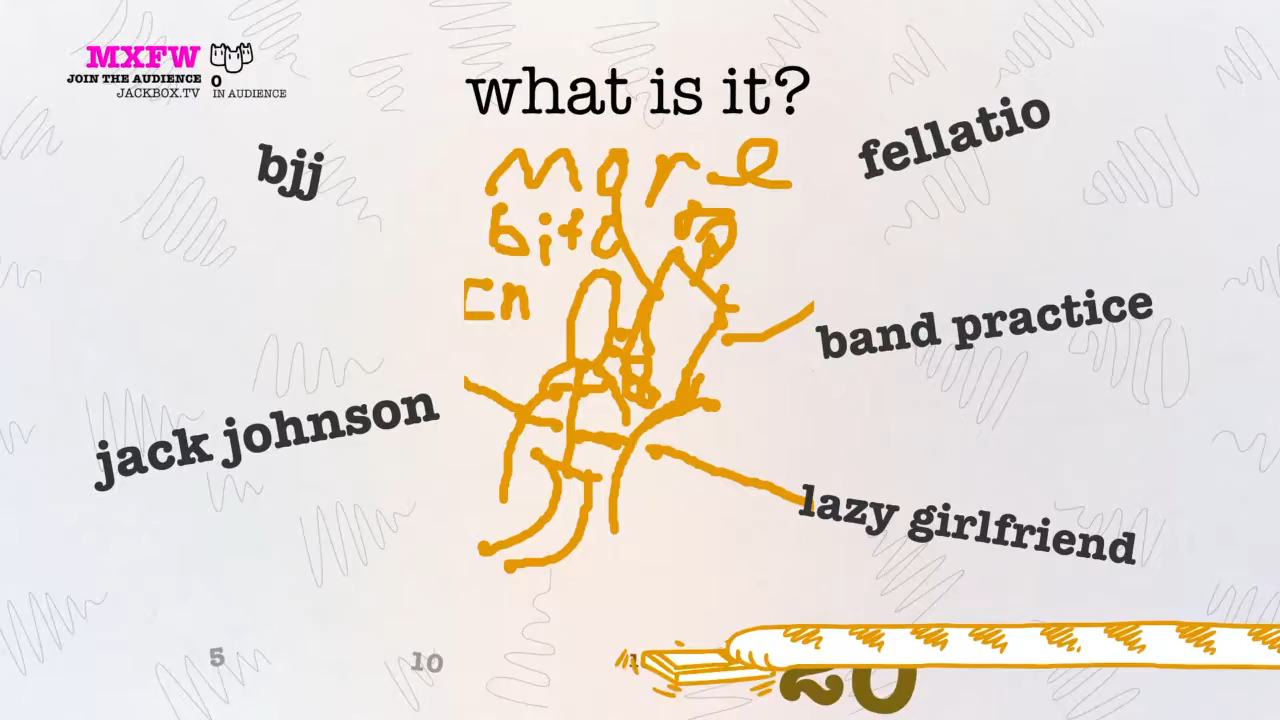 MXFW
JOIN THE AUDIENCE
JACKBOX.TV
0
IN AUDIENCE
what is it?
bjj
fellatio
more
band practice
jack johnson
lazy girlfriend
5
10
20